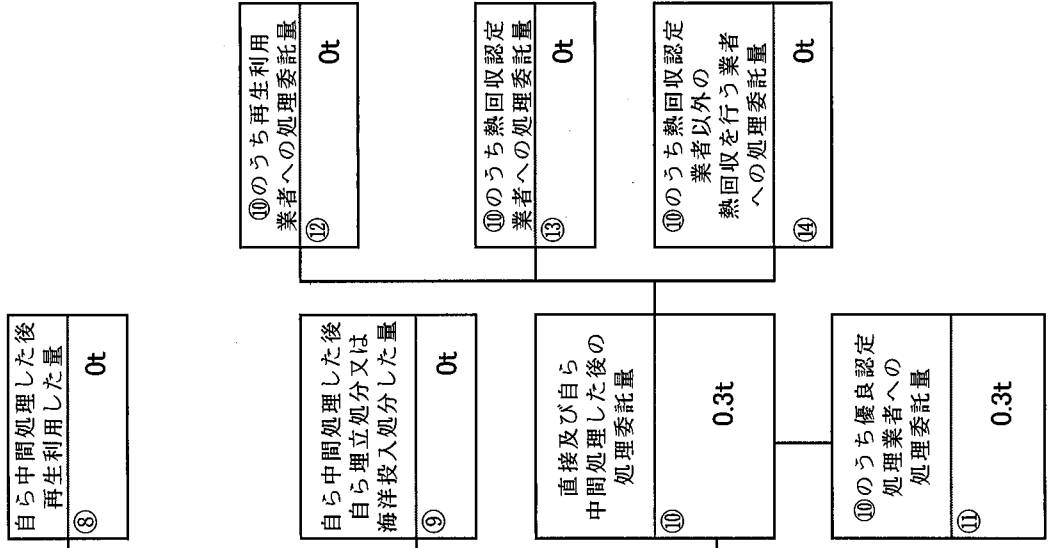 自ら中間処理した後
再生利用した量
⑧
0t
自ら中間処理した後
自ら埋立処分又は
海洋投入処分した量
⑨
0t
直接及び自ら
中間処理した後の
処理委託量
⑩
0.3t
⑩のうち優良認定
処理業者への
処理委託量
⑪
0.3t
⑩のうち再生利用
業者への処理委託量
⑫
0t
⑩のうち熱回収認定
業者への処理委託量
⑬
0t
⑩のうち熱回収認定
業者以外の
熱回収を行う業者
への処理委託量
⑭
0t